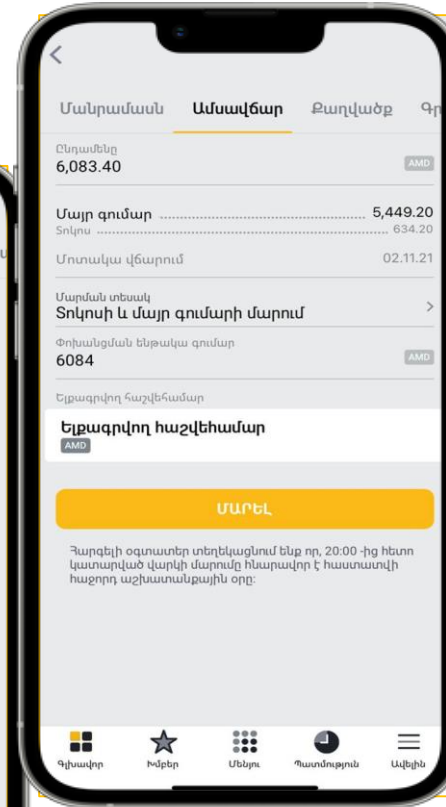 Մանրամասն Ամսավճար Քաղվածք Գր
Ընդամենը
6,083.40 AMD
Մայր գումար 5,449.20
Տոկոս 634.20
Մոտակա վճարում 02.11.21
Մարման տեսակ
Տոկոսի և մայր գումարի մարում
Փոխանցման ենթակա գումար
6084 AMD
Ելքագրվող հաշվեհամար
Ելքագրվող հաշվեհամար
AMD
ՄԱՐԵԼ
Հարգելի օգտատեր տեղեկացնում ենք որ, 20:00 -ից հետո
կատարված վարկի մարումը հնարավոր է հաստատվի
հաջորդ աշխատանքային օրը:
Գլխավոր Խմբեր Մենյու Պատմություն Ավելին